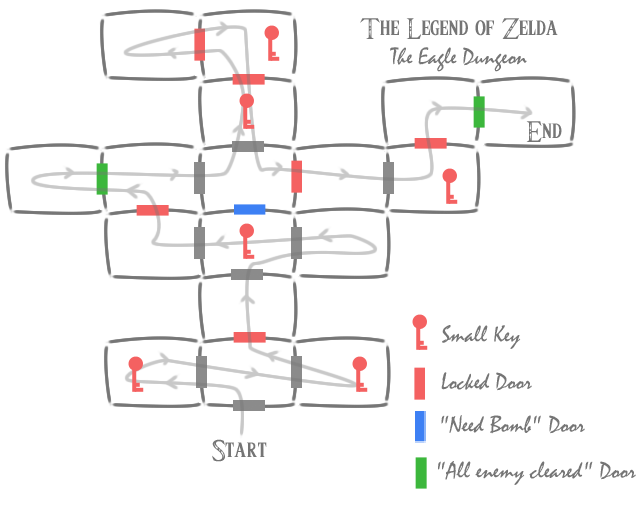 The Legend of Zelda
The Eagle Dungeon
End
Small Key
Locked Door
"Need Bomb" Door
"All enemy cleared" Door
Start